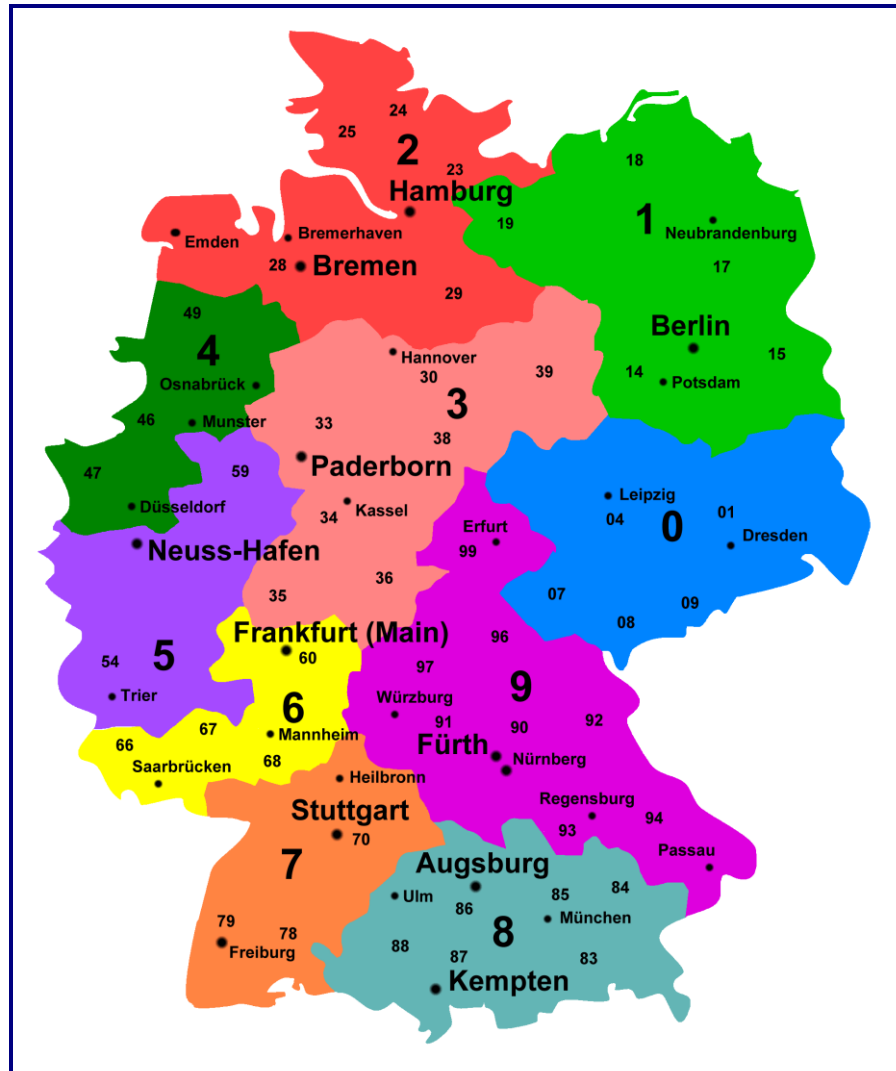 24
25
2
23
Hamburg
18
19
1
Neubrandenburg
Emden
Bremerhaven
28
Bremen
17
29
49
4
Berlin
Hannover
15
30
39
14
Potsdam
Osnabrück
3
46
Munster
33
38
47
59
Paderborn
Düsseldorf
34
Kassel
Leipzig
04
0
01
Erfurt
99
Dresden
Neuss-Hafen
36
35
07
09
08
Frankfurt (Main)
60
96
54
5
97
9
Trier
6
Würzburg
91
90
92
67
66
Mannheim
68
Fürth
Nürnberg
Saarbrücken
Heilbronn
Regensburg
Stuttgart
70
93
94
Passau
7
Augsburg
Ulm
86
85
84
München
79
78
Freiburg
88
87
8
83
Kempten